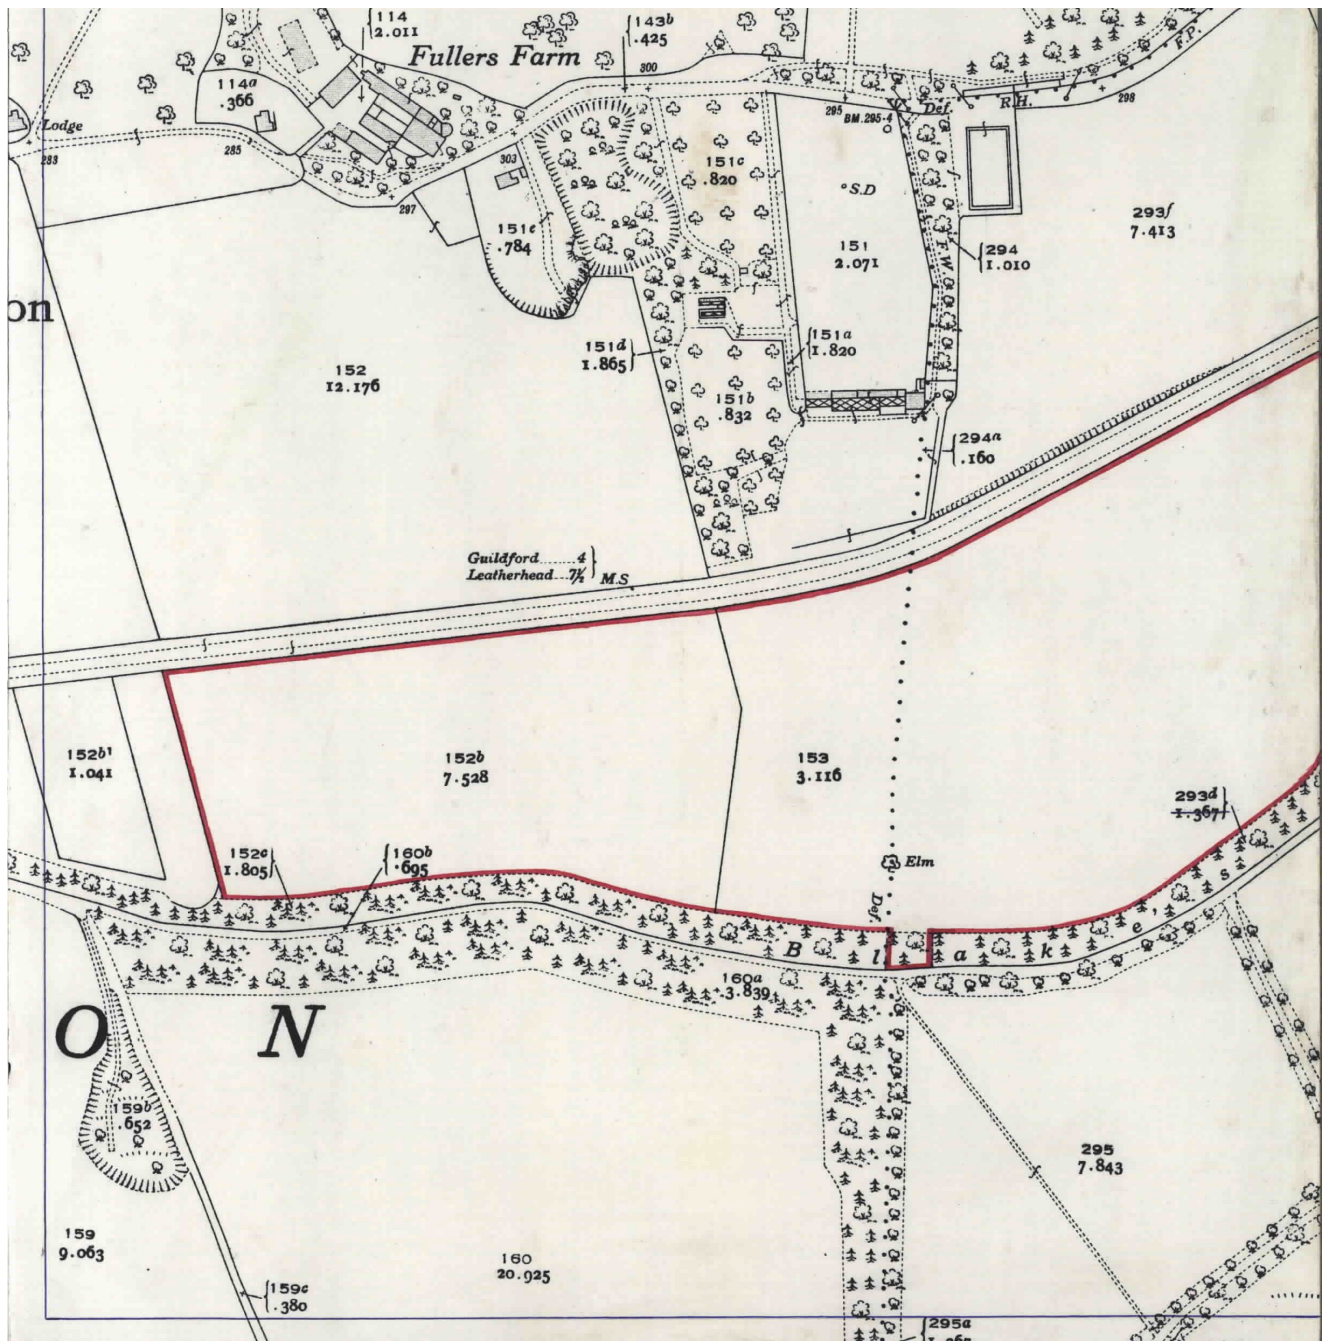 114
2.011
143b
.425
Fullers Farm
300
F.P.
114a
.366
Lodge
283
285
303
297
295
BM.295·4
Def.
R.H.
298
151c
.820
S.D
151e
.784
151
2.071
F.W.
294
1.010
293f
7.413
on
152
12.176
151d
1.865
151a
1.820
151b
.832
294a
.160
Guildford......4
Leatherhead...7½
M.S
152b¹
1.041
152b
7.528
153
3.116
293d
1.367
152c
1.805
160b
.695
Elm
Def.
B l a k e ' s
160a
3.839
O N
159b
.652
295
7.843
159
9.063
160
20.925
159c
.380
295a